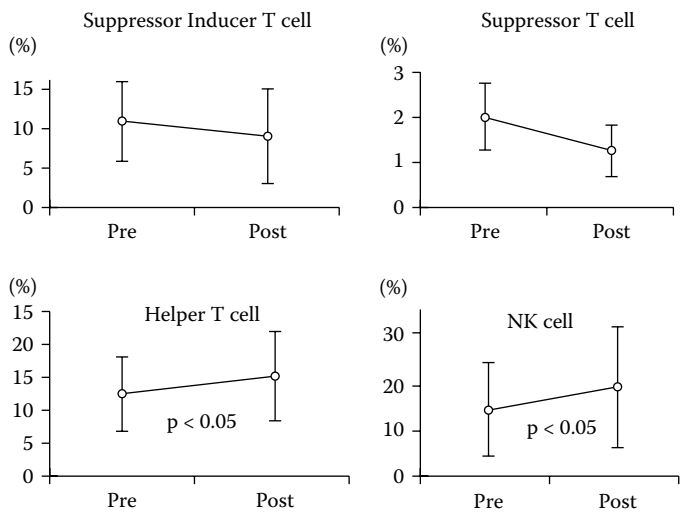 Suppressor Inducer T cell
(%)
15
10
5
0
Pre Post
Suppressor T cell
(%)
3
2
1
0
Pre Post
(%)
15
20
15
10
5
0
Helper T cell
p < 0.05
Pre Post
(%)
30
20
10
0
NK cell
p < 0.05
Pre Post